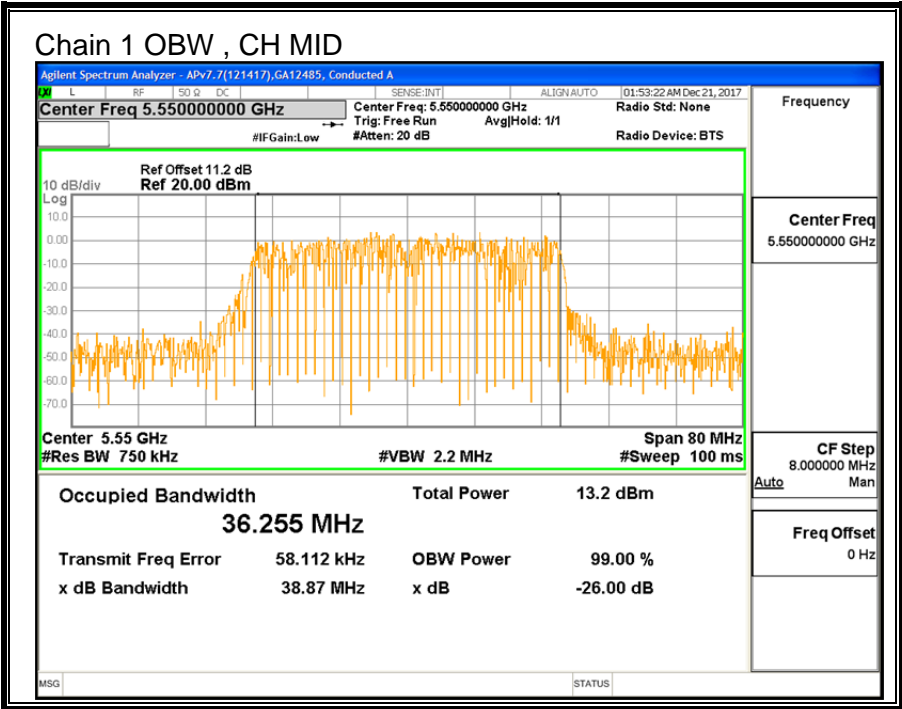 Chain 1 OBW , CH MID
Agilent Spectrum Analyzer - APv7.7(121417),GA12485, Conducted A
LXI L RF 50 Ω DC SENSE:INT ALIGN AUTO 01:53:22 AM Dec 21, 2017
Center Freq 5.550000000 GHz
Center Freq: 5.550000000 GHz
Radio Std: None
Trig: Free Run Avg|Hold: 1/1
#IFGain:Low #Atten: 20 dB Radio Device: BTS
Ref Offset 11.2 dB
10 dB/div Ref 20.00 dBm
Log
10.0
0.00
-10.0
-20.0
-30.0
-40.0
-50.0
-60.0
-70.0
Center 5.55 GHz Span 80 MHz
#Res BW 750 kHz #VBW 2.2 MHz #Sweep 100 ms
Occupied Bandwidth Total Power 13.2 dBm
36.255 MHz
Transmit Freq Error 58.112 kHz OBW Power 99.00 %
x dB Bandwidth 38.87 MHz x dB -26.00 dB
MSG STATUS
Frequency
Center Freq
5.550000000 GHz
CF Step
8.000000 MHz
Auto Man
Freq Offset
0 Hz